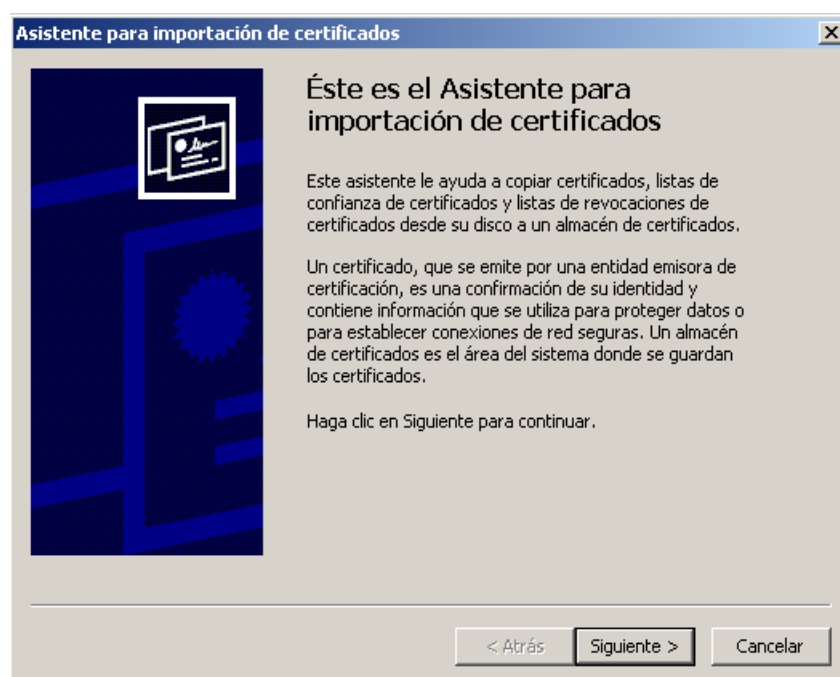 Asistente para importación de certificados
Éste es el Asistente para
importación de certificados
Este asistente le ayuda a copiar certificados, listas de
confianza de certificados y listas de revocaciones de
certificados desde su disco a un almacén de certificados.
Un certificado, que se emite por una entidad emisora de
certificación, es una confirmación de su identidad y
contiene información que se utiliza para proteger datos o
para establecer conexiones de red seguras. Un almacén
de certificados es el área del sistema donde se guardan
los certificados.
Haga clic en Siguiente para continuar.
< Atrás Siguiente > Cancelar